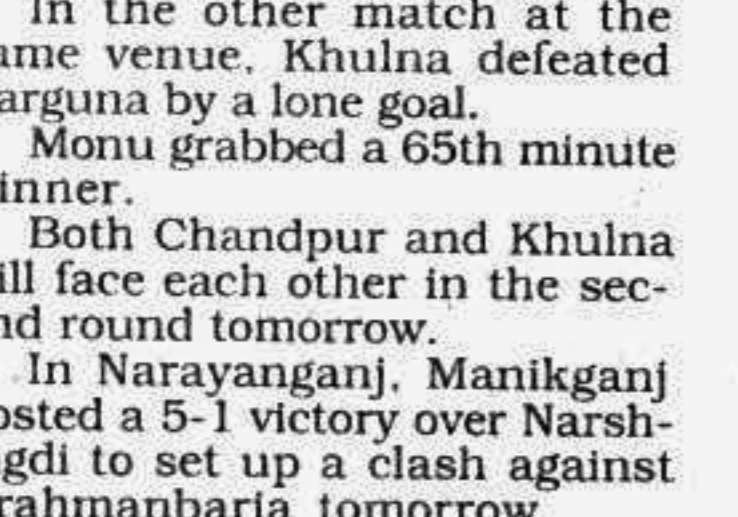 In the other match at the
ame venue, Khulna defeated
arguna by a lone goal.
Monu grabbed a 65th minute
inner.
Both Chandpur and Khulna
ill face each other in the sec-
nd round tomorrow.
In Narayanganj, Manikganj
osted a 5-1 victory over Narsh-
gdi to set up a clash against
rahmanbaria tomorrow